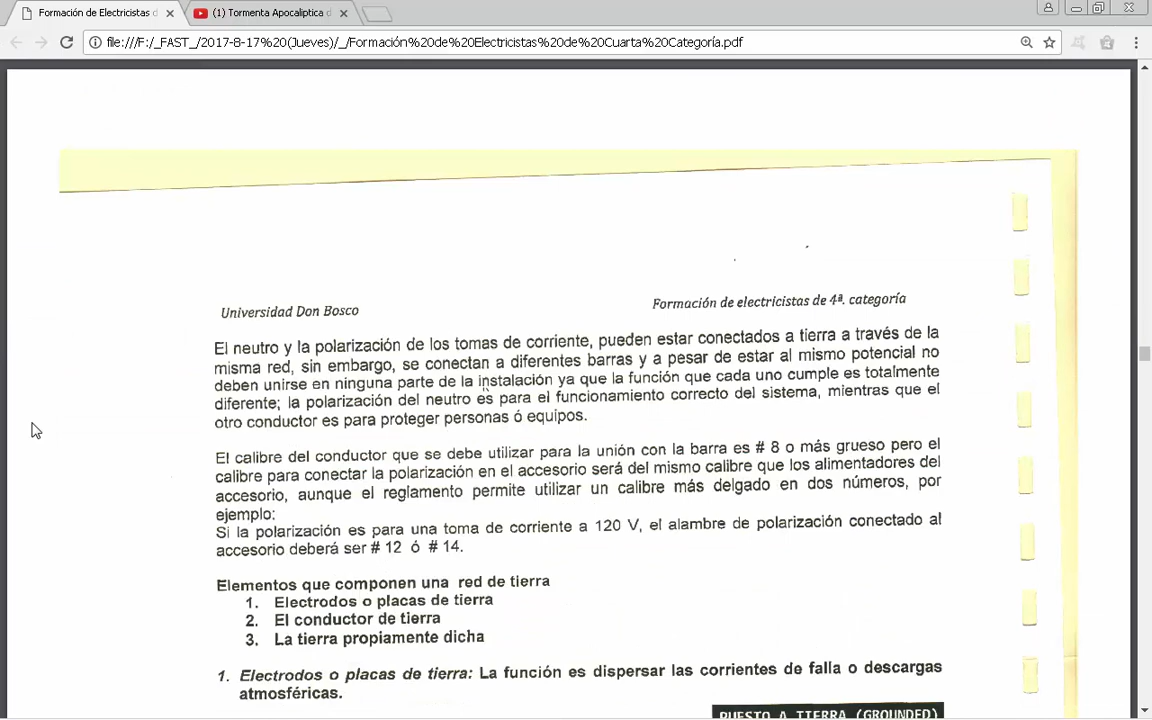 Formación de Electricistas d
(1) Tormenta Apocaliptica d
file:///F:/_FAST_/2017-8-17%20(Jueves)/_/Formación%20de%20Electricistas%20de%20Cuarta%20Categoría.pdf
Universidad Don Bosco
Formación de electricistas de 4ª. categoría
El neutro y la polarización de los tomas de corriente, pueden estar conectados a tierra a través de la
misma red, sin embargo, se conectan a diferentes barras y a pesar de estar al mismo potencial no
deben unirse en ninguna parte de la instalación ya que la función que cada uno cumple es totalmente
diferente; la polarización del neutro es para el funcionamiento correcto del sistema, mientras que el
otro conductor es para proteger personas ó equipos.
El calibre del conductor que se debe utilizar para la unión con la barra es # 8 o más grueso pero el
calibre para conectar la polarización en el accesorio será del mismo calibre que los alimentadores del
accesorio, aunque el reglamento permite utilizar un calibre más delgado en dos números, por
ejemplo:
Si la polarización es para una toma de corriente a 120 V, el alambre de polarización conectado al
accesorio deberá ser # 12 ó # 14.
Elementos que componen una red de tierra
1. Electrodos o placas de tierra
2. El conductor de tierra
3. La tierra propiamente dicha
1. Electrodos o placas de tierra: La función es dispersar las corrientes de falla o descargas
atmosféricas.
PUESTO A TIERRA (GROUNDED)